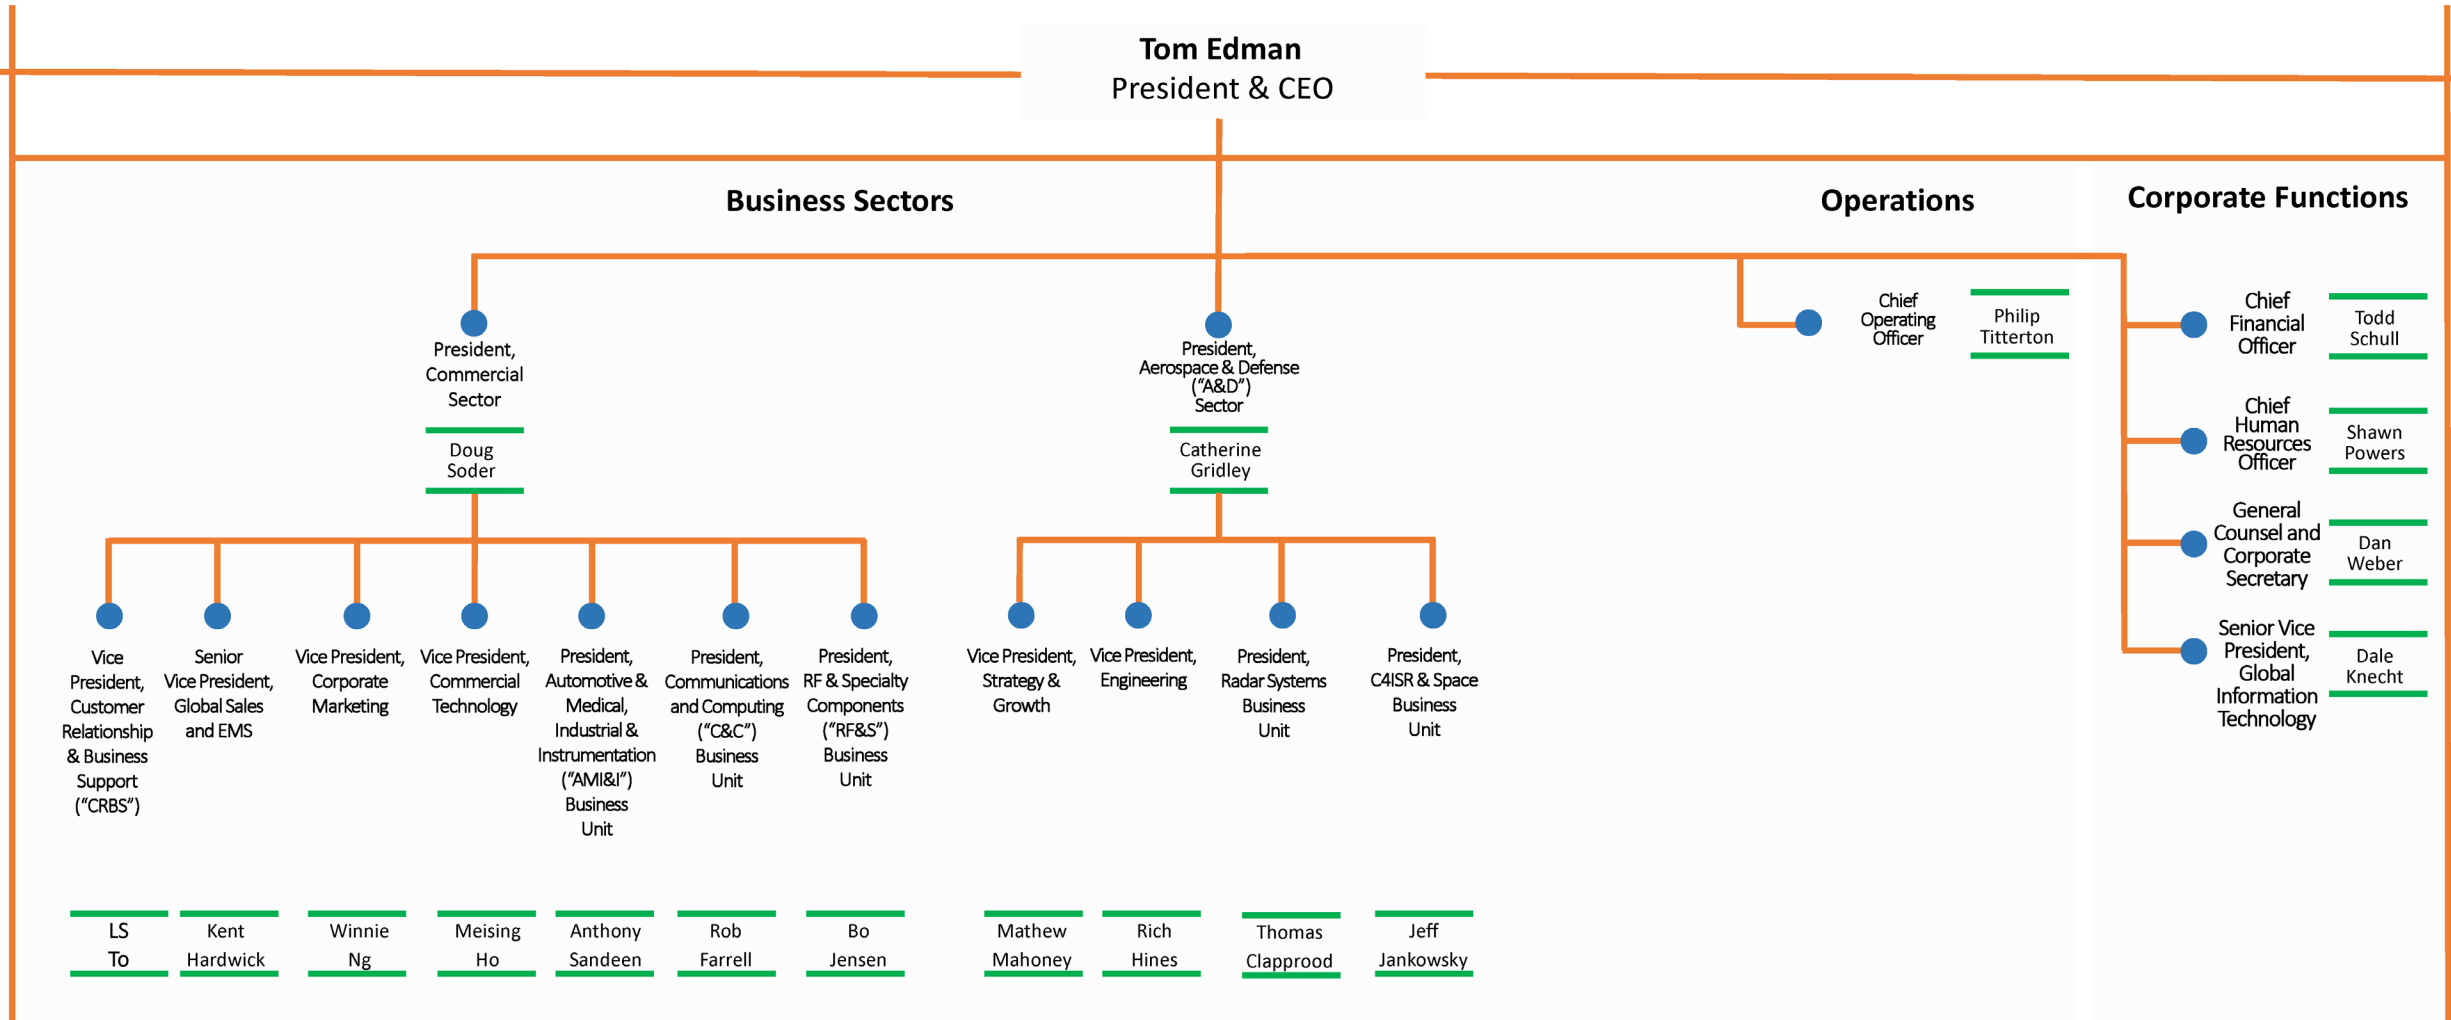 Tom Edman
President & CEO
Business Sectors
Operations
Corporate Functions
President,
Commercial
Sector
Doug
Soder
President,
Aerospace & Defense
(“A&D”)
Sector
Catherine
Gridley
Chief
Operating
Officer
Philip
Titterton
Chief
Financial
Officer
Todd
Schull
Chief
Human
Resources
Officer
Shawn
Powers
General
Counsel and
Corporate
Secretary
Dan
Weber
Senior Vice
President,
Global
Information
Technology
Dale
Knecht
Vice
President,
Customer
Relationship
& Business
Support
(“CRBS”)
LS
To
Senior
Vice President,
Global Sales
and EMS
Kent
Hardwick
Vice President,
Corporate
Marketing
Winnie
Ng
Vice President,
Commercial
Technology
Meising
Ho
President,
Automotive &
Medical,
Industrial &
Instrumentation
(“AMI&I”)
Business
Unit
Anthony
Sandeen
President,
Communications
and Computing
(“C&C”)
Business
Unit
Rob
Farrell
President,
RF & Specialty
Components
(“RF&S”)
Business
Unit
Bo
Jensen
Vice President,
Strategy &
Growth
Mathew
Mahoney
Vice President,
Engineering
Rich
Hines
President,
Radar Systems
Business
Unit
Thomas
Clapprood
President,
C4ISR & Space
Business
Unit
Jeff
Jankowsky